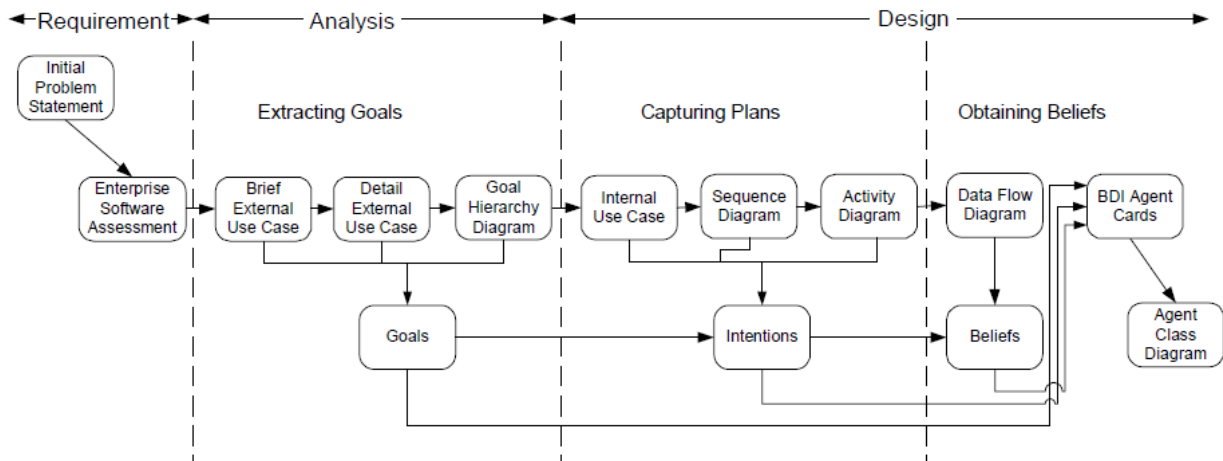 Requirement
Analysis
Design
Initial
Problem
Statement
Extracting Goals
Capturing Plans
Obtaining Beliefs
Enterprise
Software
Assessment
Brief
External
Use Case
Detail
External
Use Case
Goal
Hierarchy
Diagram
Internal
Use Case
Sequence
Diagram
Activity
Diagram
Data Flow
Diagram
BDI Agent
Cards
Goals
Intentions
Beliefs
Agent
Class
Diagram